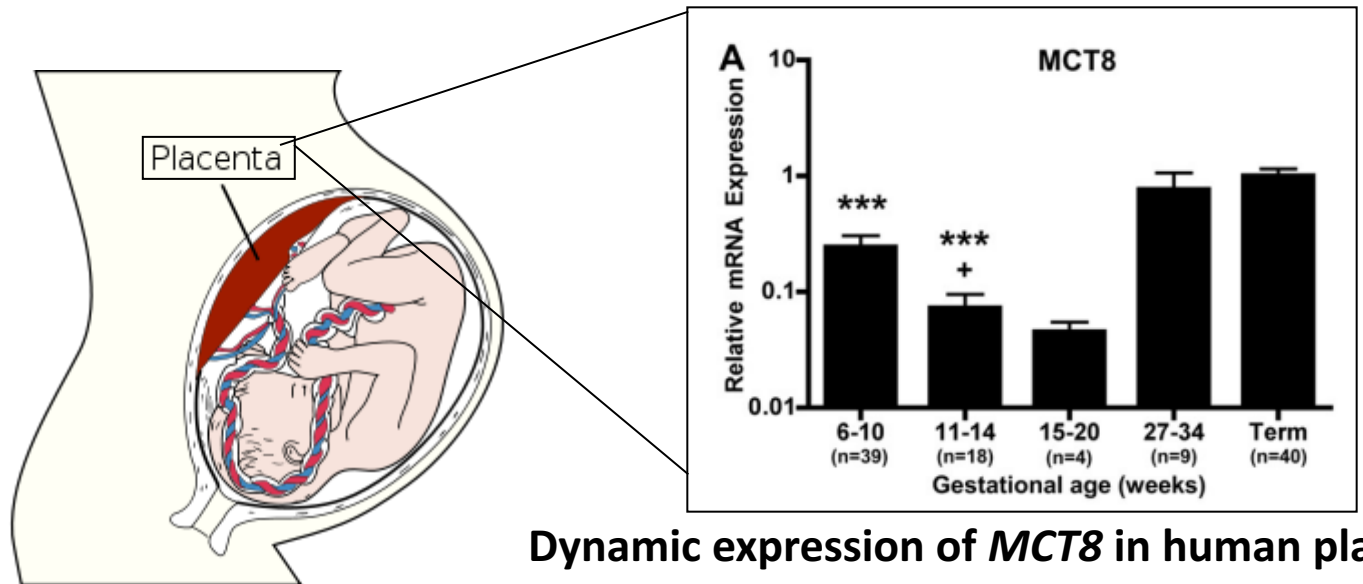 Placenta
A
MCT8
Relative mRNA Expression
10
1
0.1
0.01
***
***
+
6-10 11-14 15-20 27-34 Term
(n=39) (n=18) (n=4) (n=9) (n=40)
Gestational age (weeks)
Dynamic expression of MCT8 in human